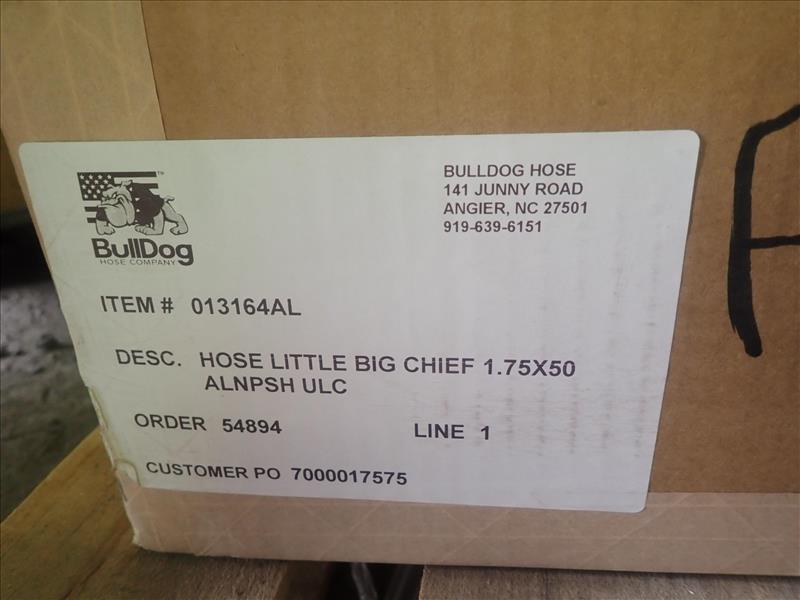 BULLDOG HOSE
141 JUNNY ROAD
ANGIER, NC 27501
919-639-6151
TM
BullDog
HOSE COMPANY
ITEM # 013164AL
DESC. HOSE LITTLE BIG CHIEF 1.75X50
ALNPSH ULC
ORDER 54894 LINE 1
CUSTOMER PO 7000017575